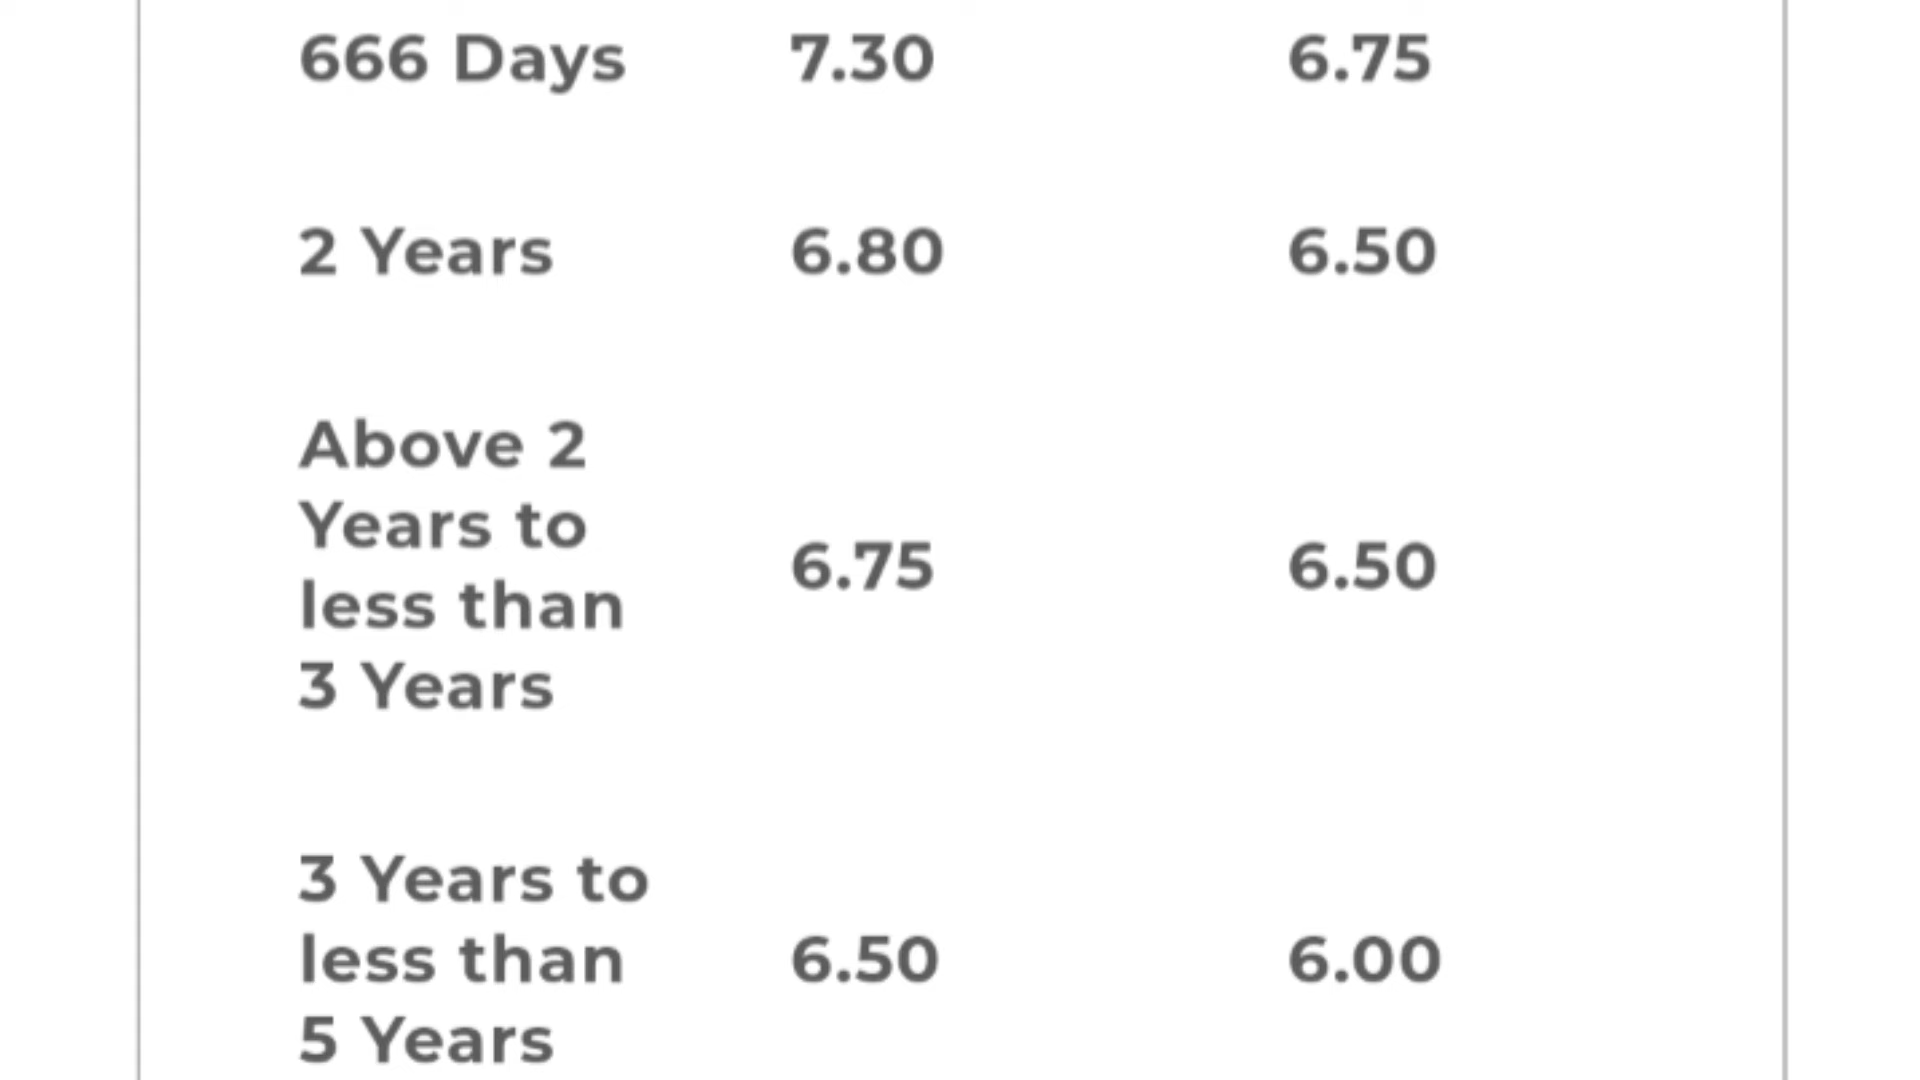 666 Days 7.30 6.75
2 Years 6.80 6.50
Above 2
Years to
less than
3 Years
6.75 6.50
3 Years to
less than
5 Years
6.50 6.00